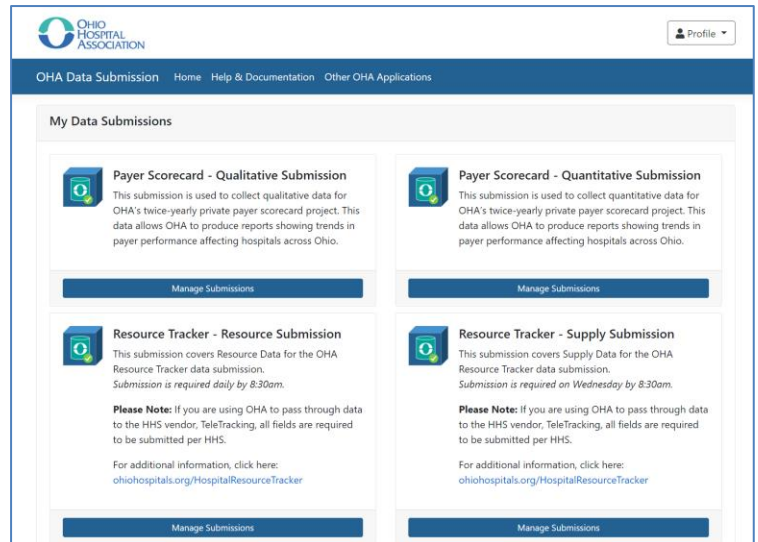 OHIO
HOSPITAL
ASSOCIATION
Profile
OHA Data Submission Home Help & Documentation Other OHA Applications
My Data Submissions
Payer Scorecard - Qualitative Submission
This submission is used to collect qualitative data for
OHA's twice-yearly private payer scorecard project. This
data allows OHA to produce reports showing trends in
payer performance affecting hospitals across Ohio.
Manage Submissions
Payer Scorecard - Quantitative Submission
This submission is used to collect quantitative data for
OHA's twice-yearly private payer scorecard project. This
data allows OHA to produce reports showing trends in
payer performance affecting hospitals across Ohio.
Manage Submissions
Resource Tracker - Resource Submission
This submission covers Resource Data for the OHA
Resource Tracker data submission.
Submission is required daily by 8:30am.
Please Note: If you are using OHA to pass through data
to the HHS vendor, TeleTracking, all fields are required
to be submitted per HHS.
For additional information, click here:
ohiohospitals.org/HospitalResourceTracker
Manage Submissions
Resource Tracker - Supply Submission
This submission covers Supply Data for the OHA
Resource Tracker data submission.
Submission is required on Wednesday by 8:30am.
Please Note: If you are using OHA to pass through data
to the HHS vendor, TeleTracking, all fields are required
to be submitted per HHS.
For additional information, click here:
ohiohospitals.org/HospitalResourceTracker
Manage Submissions